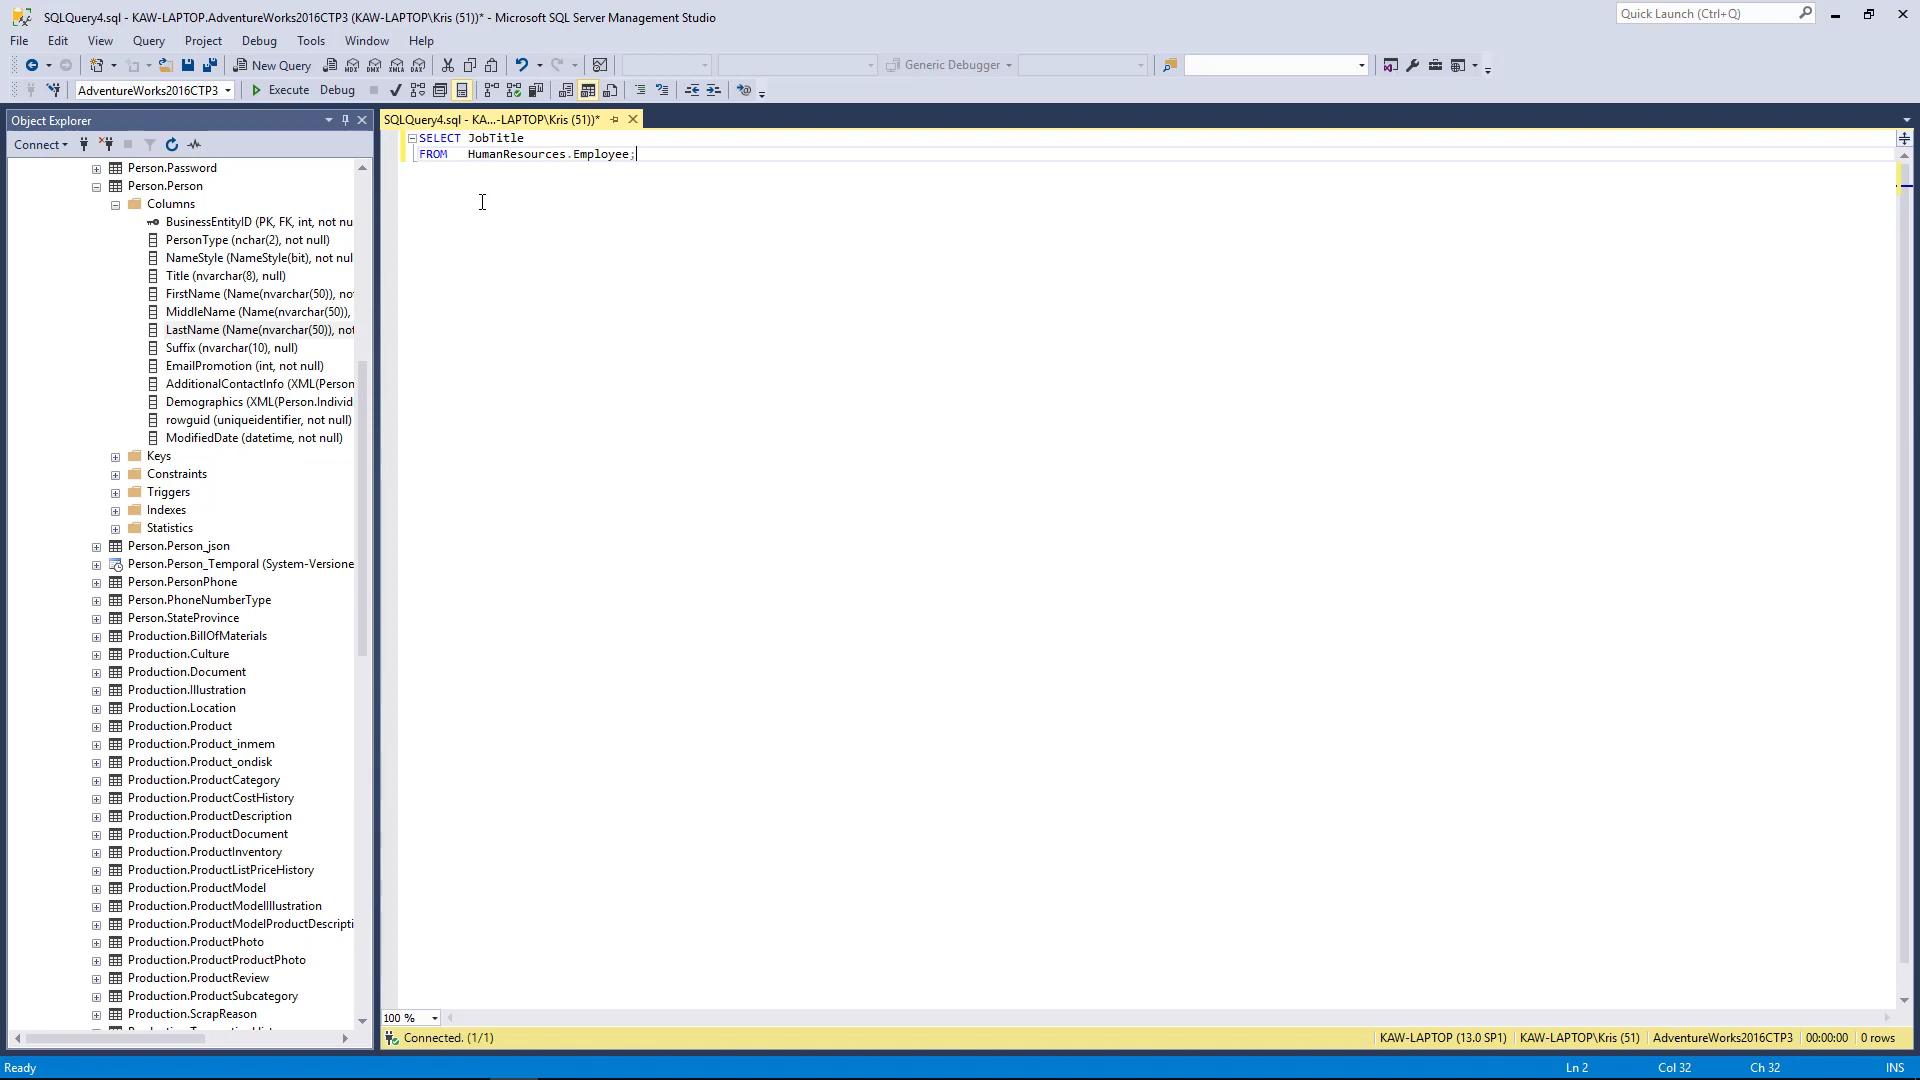 SQLQuery4.sql - KAW-LAPTOP.AdventureWorks2016CTP3 (KAW-LAPTOP\Kris (51))* - Microsoft SQL Server Management Studio
Quick Launch (Ctrl+Q)
File Edit View Query Project Debug Tools Window Help
New Query
Generic Debugger
AdventureWorks2016CTP3 Execute Debug
Object Explorer
SQLQuery4.sql - KA...-LAPTOP\Kris (51))*
Connect
SELECT JobTitle
FROM HumanResources.Employee;
Person.Password
Person.Person
Columns
BusinessEntityID (PK, FK, int, not nu
PersonType (nchar(2), not null)
NameStyle (NameStyle(bit), not nul
Title (nvarchar(8), null)
FirstName (Name(nvarchar(50)), no
MiddleName (Name(nvarchar(50)),
LastName (Name(nvarchar(50)), not
Suffix (nvarchar(10), null)
EmailPromotion (int, not null)
AdditionalContactInfo (XML(Person
Demographics (XML(Person.Individ
rowguid (uniqueidentifier, not null)
ModifiedDate (datetime, not null)
Keys
Constraints
Triggers
Indexes
Statistics
Person.Person_json
Person.Person_Temporal (System-Versione
Person.PersonPhone
Person.PhoneNumberType
Person.StateProvince
Production.BillOfMaterials
Production.Culture
Production.Document
Production.Illustration
Production.Location
Production.Product
Production.Product_inmem
Production.Product_ondisk
Production.ProductCategory
Production.ProductCostHistory
Production.ProductDescription
Production.ProductDocument
Production.ProductInventory
Production.ProductListPriceHistory
Production.ProductModel
Production.ProductModelIllustration
Production.ProductModelProductDescripti
Production.ProductPhoto
Production.ProductProductPhoto
Production.ProductReview
Production.ProductSubcategory
Production.ScrapReason
100 %
Connected. (1/1)
KAW-LAPTOP (13.0 SP1) KAW-LAPTOP\Kris (51) AdventureWorks2016CTP3 00:00:00 0 rows
Ready
Ln 2 Col 32 Ch 32 INS